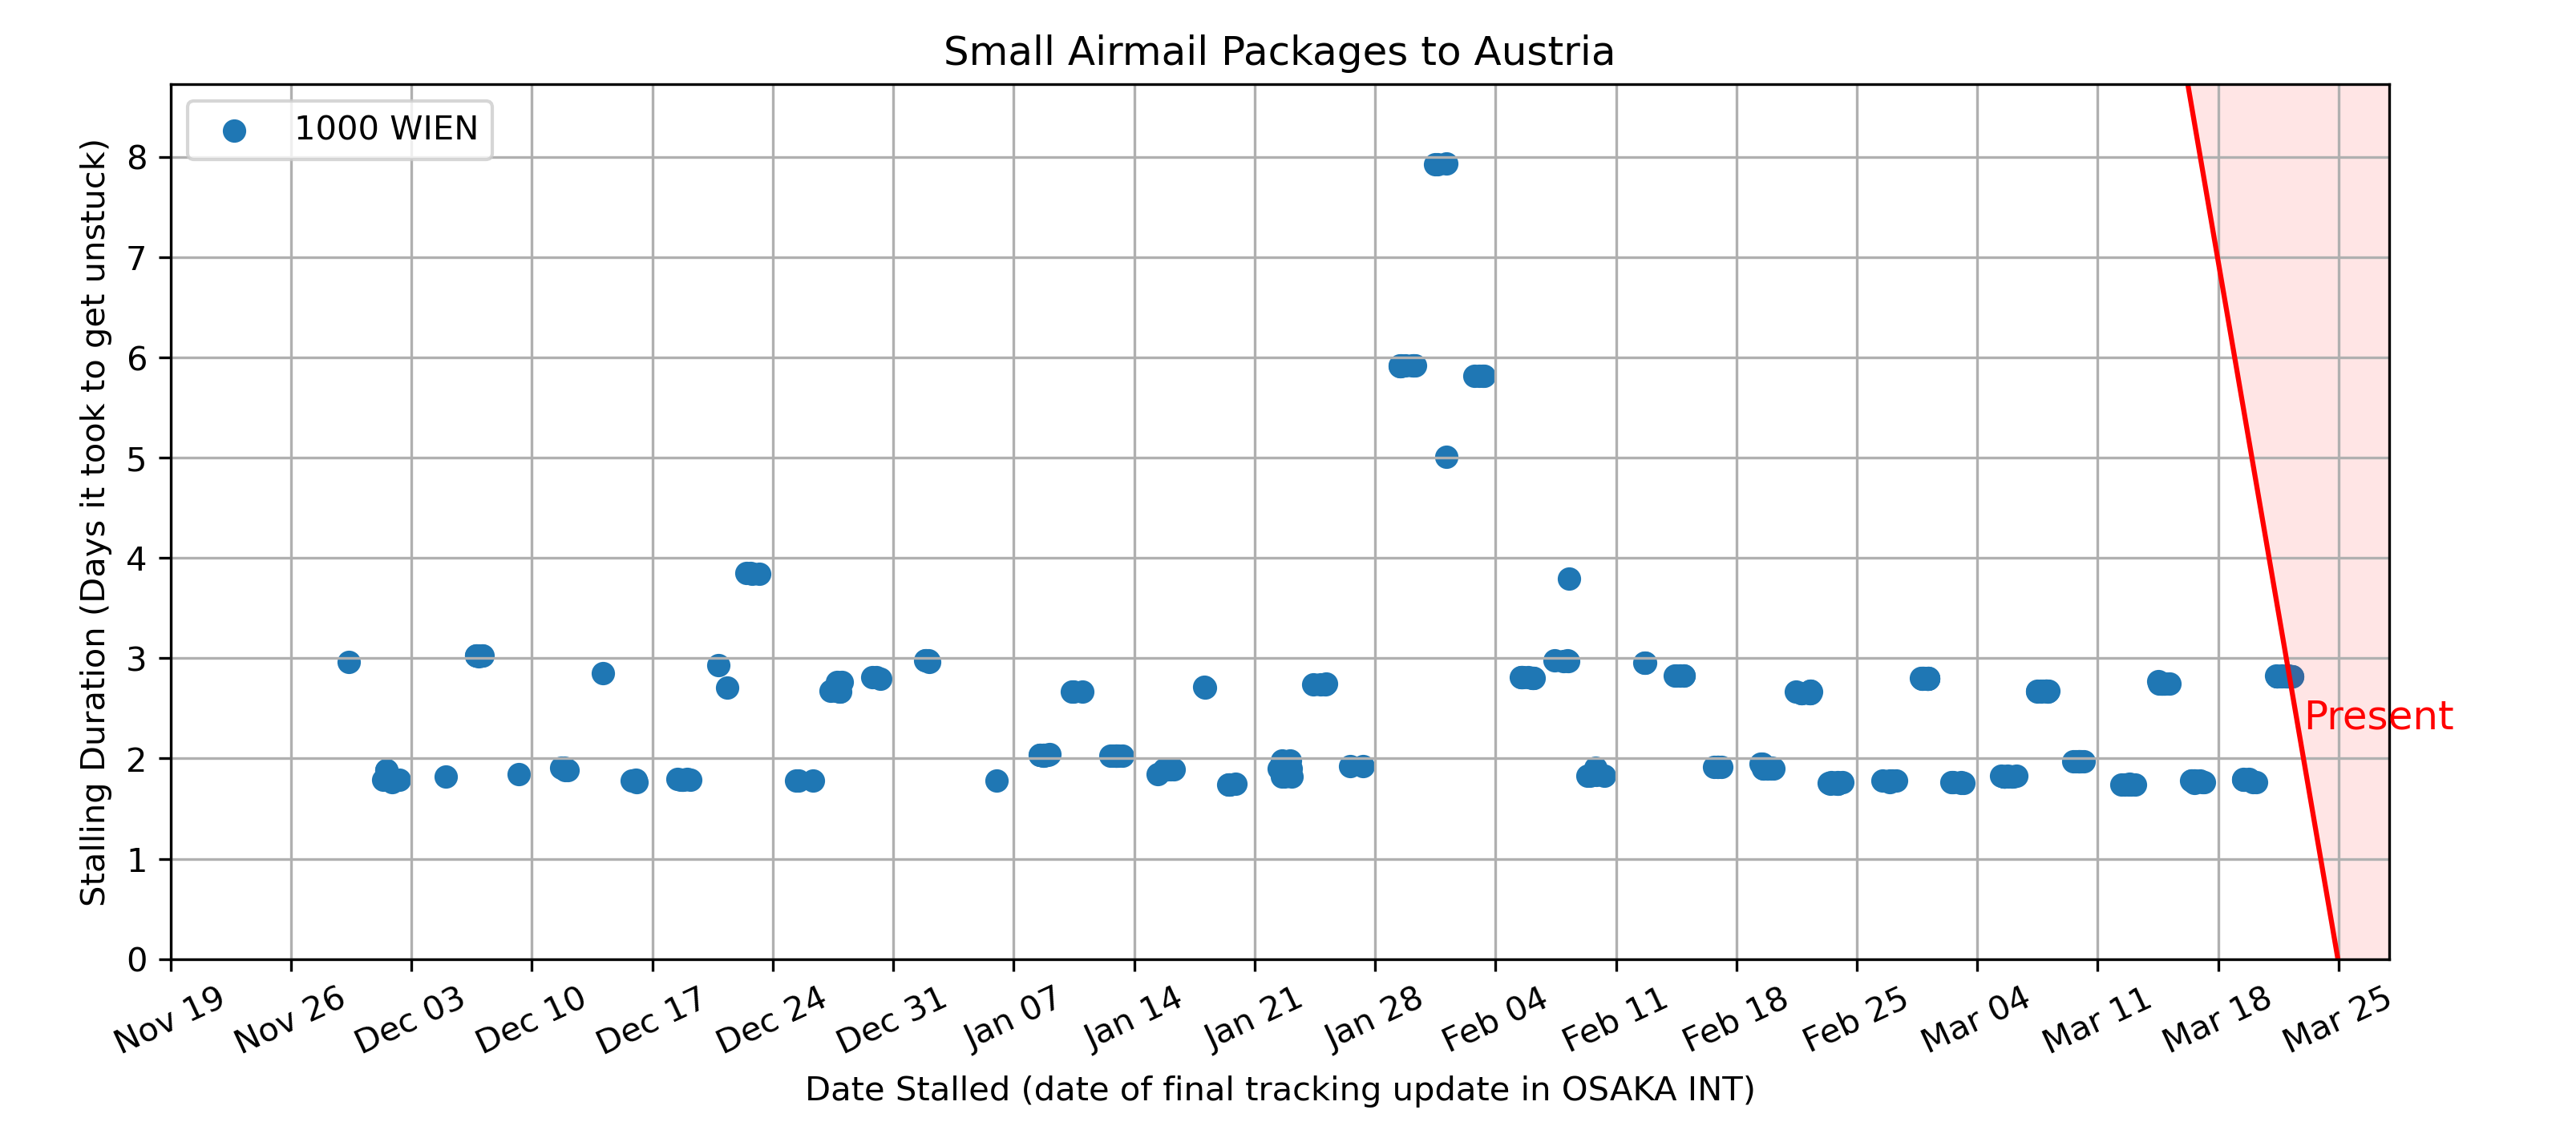 Small Airmail Packages to Austria
1000 WIEN
Stalling Duration (Days it took to get unstuck)
8
7
6
5
4
3
2
1
0
Present
Nov 19
Nov 26
Dec 03
Dec 10
Dec 17
Dec 24
Dec 31
Jan 07
Jan 14
Jan 21
Jan 28
Feb 04
Feb 11
Feb 18
Feb 25
Mar 04
Mar 11
Mar 18
Mar 25
Date Stalled (date of final tracking update in OSAKA INT)